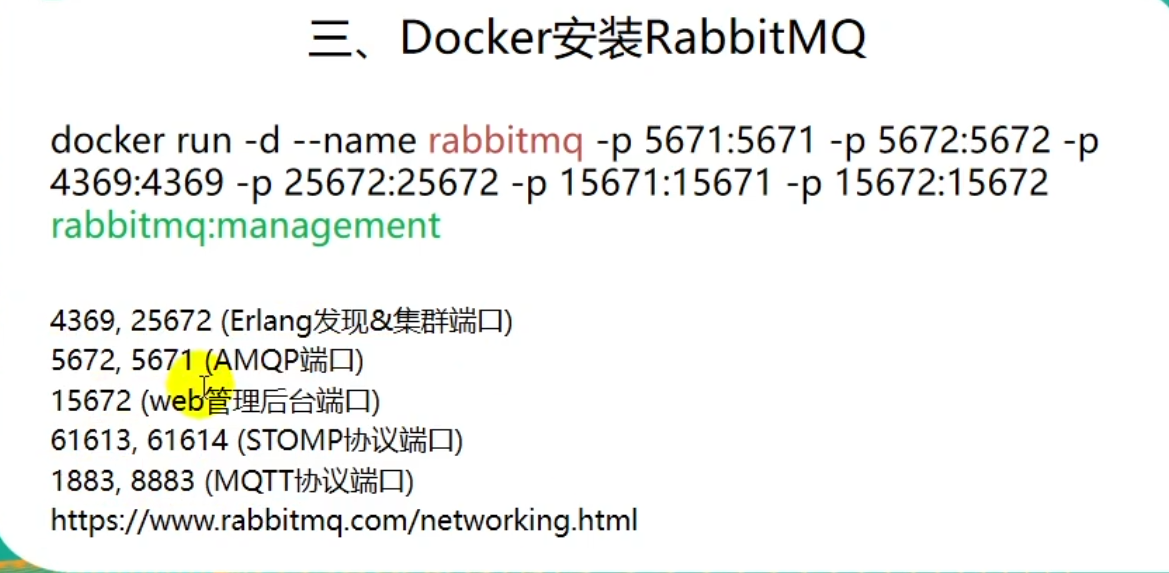 三、Docker安装RabbitMQ
docker run -d --name rabbitmq -p 5671:5671 -p 5672:5672 -p
4369:4369 -p 25672:25672 -p 15671:15671 -p 15672:15672
rabbitmq:management
4369, 25672 (Erlang发现&集群端口)
5672, 5671 (AMQP端口)
15672 (web管理后台端口)
61613, 61614 (STOMP协议端口)
1883, 8883 (MQTT协议端口)
https://www.rabbitmq.com/networking.html